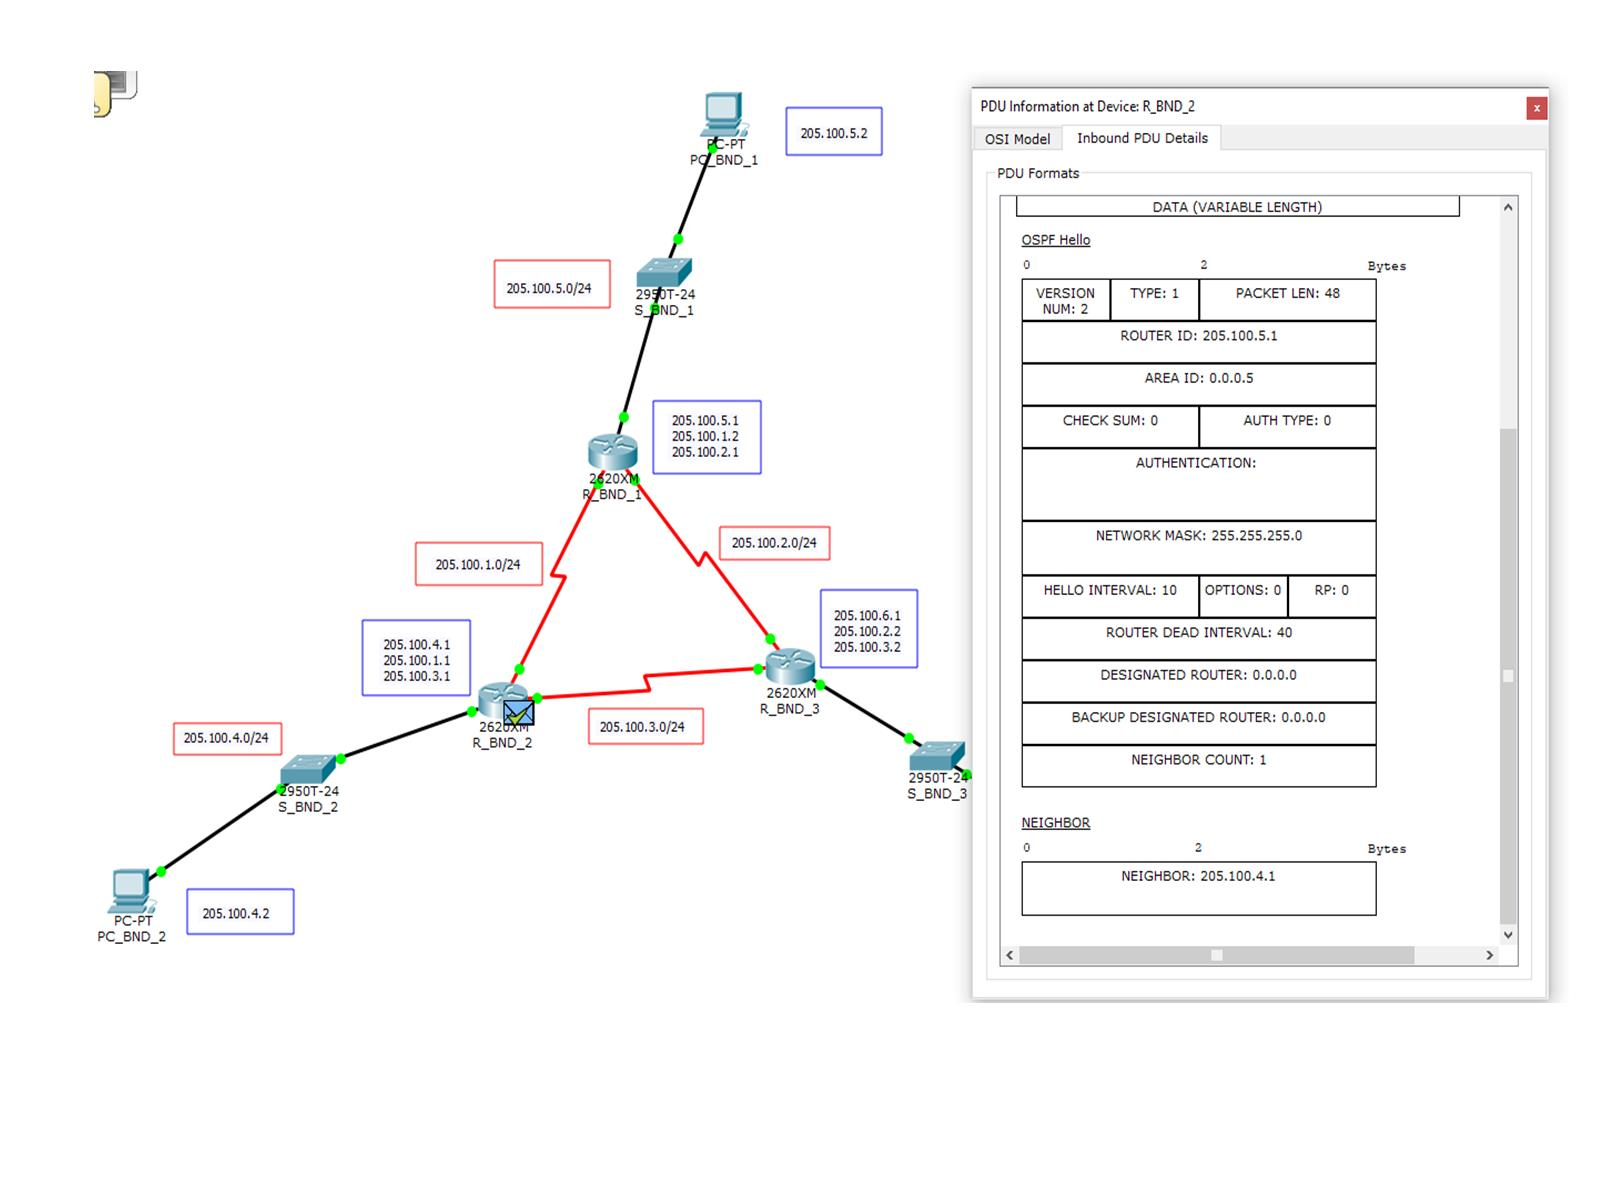 PC-PT
PC_BND_1
205.100.5.2
205.100.5.0/24
2950T-24
S_BND_1
205.100.5.1
205.100.1.2
205.100.2.1
2620XM
R_BND_1
205.100.1.0/24
205.100.2.0/24
205.100.4.1
205.100.1.1
205.100.3.1
205.100.6.1
205.100.2.2
205.100.3.2
2620XM
R_BND_3
2620XM
R_BND_2
205.100.3.0/24
205.100.4.0/24
2950T-24
S_BND_2
2950T-24
S_BND_3
PC-PT
PC_BND_2
205.100.4.2
PDU Information at Device: R_BND_2
x
OSI Model
Inbound PDU Details
PDU Formats
DATA (VARIABLE LENGTH)
OSPF Hello
0 2 Bytes
VERSION
NUM: 2
TYPE: 1
PACKET LEN: 48
ROUTER ID: 205.100.5.1
AREA ID: 0.0.0.5
CHECK SUM: 0
AUTH TYPE: 0
AUTHENTICATION:
NETWORK MASK: 255.255.255.0
HELLO INTERVAL: 10
OPTIONS: 0
RP: 0
ROUTER DEAD INTERVAL: 40
DESIGNATED ROUTER: 0.0.0.0
BACKUP DESIGNATED ROUTER: 0.0.0.0
NEIGHBOR COUNT: 1
NEIGHBOR
0 2 Bytes
NEIGHBOR: 205.100.4.1